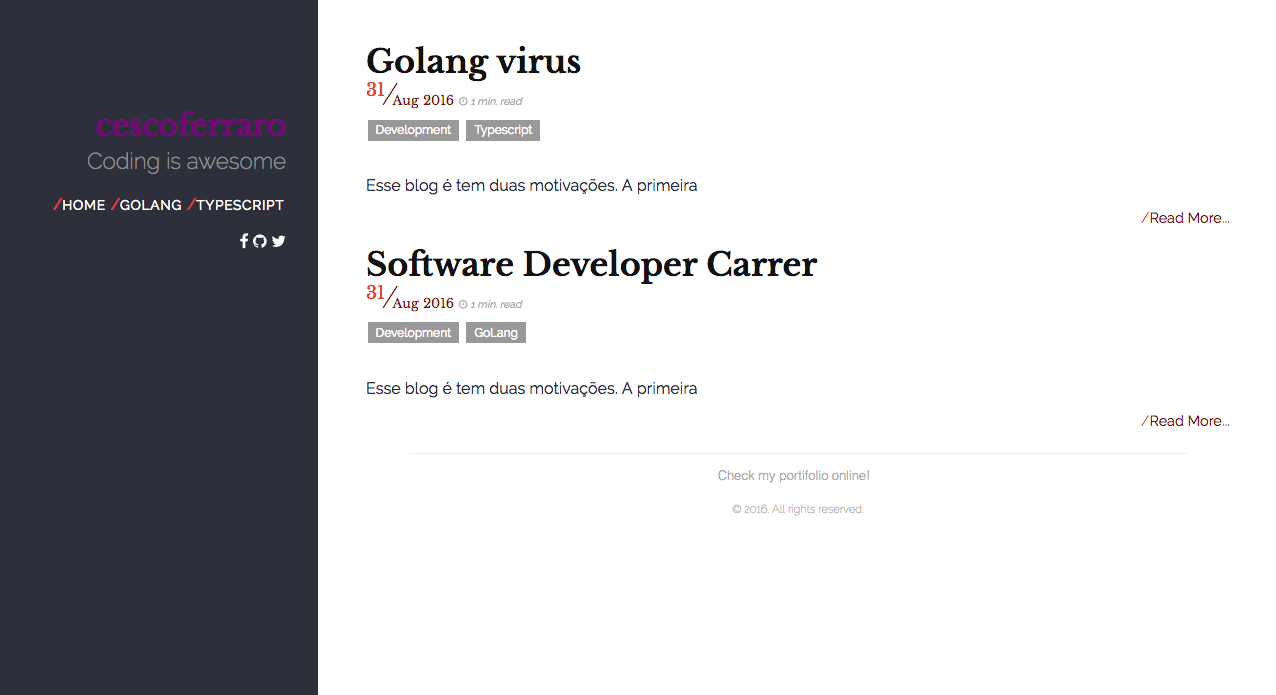 cescoferraro
Coding is awesome
/HOME /GOLANG /TYPESCRIPT
Golang virus
31/Aug 2016 1 min. read
Development Typescript
Esse blog é tem duas motivações. A primeira
/Read More...
Software Developer Carrer
31/Aug 2016 1 min. read
Development GoLang
Esse blog é tem duas motivações. A primeira
/Read More...
Check my portifolio online!
© 2016. All rights reserved.